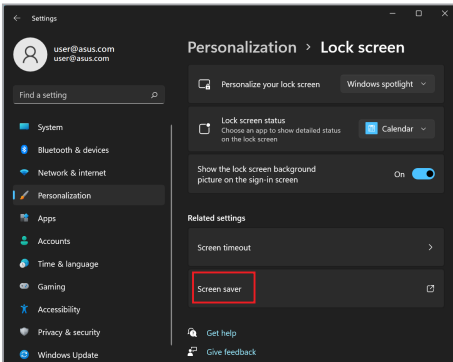 Settings
user@asus.com
user@asus.com
Find a setting
System
Bluetooth & devices
Network & internet
Personalization
Apps
Accounts
Time & language
Gaming
Accessibility
Privacy & security
Windows Update
Personalization > Lock screen
Personalize your lock screen
Windows spotlight
Lock screen status
Choose an app to show detailed status
on the lock screen
Calendar
Show the lock screen background
picture on the sign-in screen
On
Related settings
Screen timeout
Screen saver
Get help
Give feedback